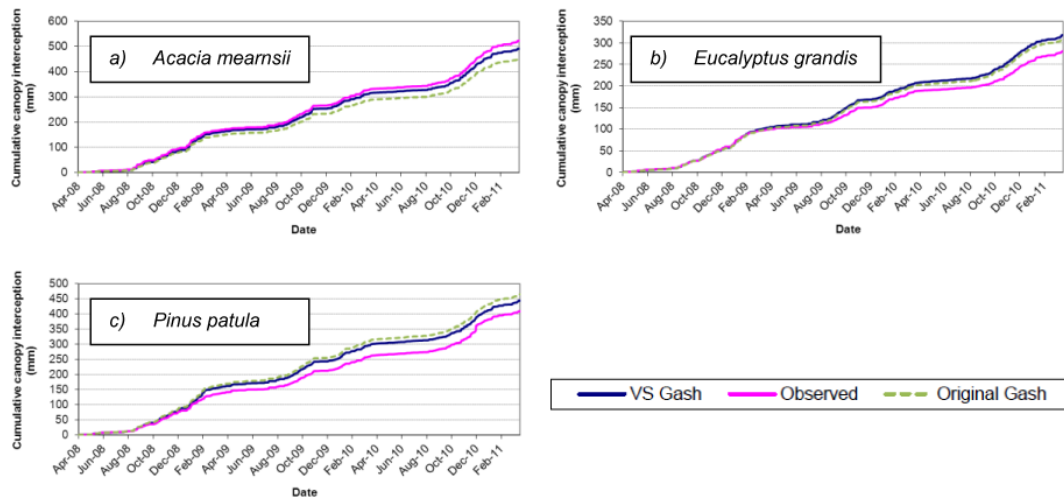 Cumulative canopy interception
(mm)
600
500
400
300
200
100
0
a) Acacia mearnsii
Apr-08
Jun-08
Aug-08
Oct-08
Dec-08
Feb-09
Apr-09
Jun-09
Aug-09
Oct-09
Dec-09
Feb-10
Apr-10
Jun-10
Aug-10
Oct-10
Dec-10
Feb-11
Date
Cumulative canopy interception
(mm)
350
300
250
200
150
100
50
0
b) Eucalyptus grandis
Apr-08
Jun-08
Aug-08
Oct-08
Dec-08
Feb-09
Apr-09
Jun-09
Aug-09
Oct-09
Dec-09
Feb-10
Apr-10
Jun-10
Aug-10
Oct-10
Dec-10
Feb-11
Date
Cumulative canopy interception
(mm)
500
450
400
350
300
250
200
150
100
50
0
c) Pinus patula
Apr-08
Jun-08
Aug-08
Oct-08
Dec-08
Feb-09
Apr-09
Jun-09
Aug-09
Oct-09
Dec-09
Feb-10
Apr-10
Jun-10
Aug-10
Oct-10
Dec-10
Feb-11
Date
VS Gash Observed Original Gash